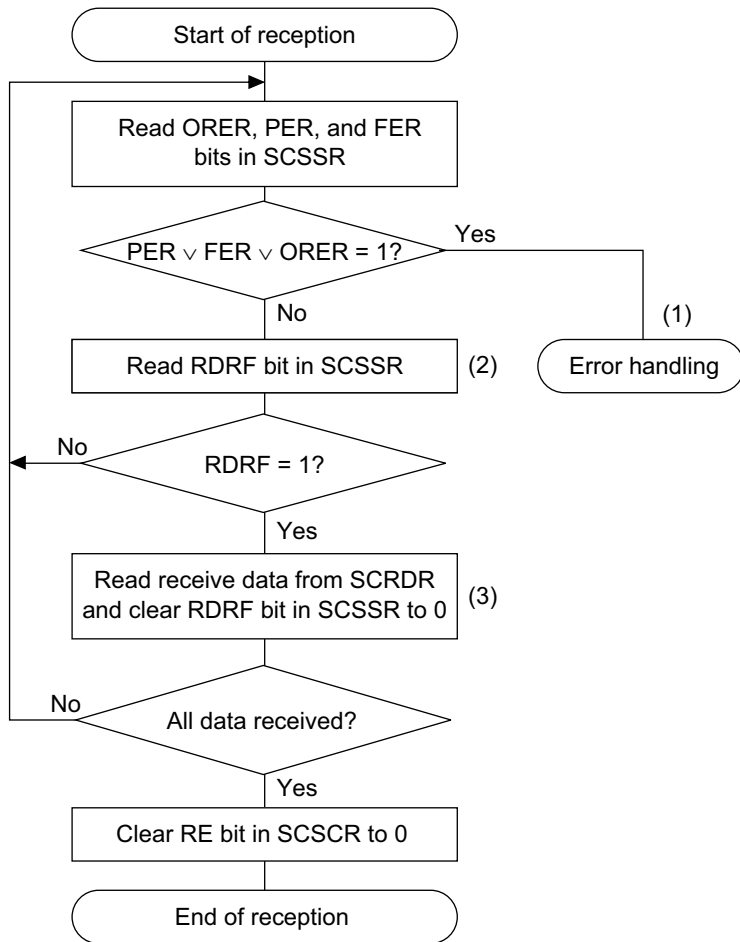 Start of reception
Read ORER, PER, and FER
bits in SCSSR
PER ∨ FER ∨ ORER = 1?
Yes
No
(1)
Error handling
Read RDRF bit in SCSSR
(2)
No
RDRF = 1?
Yes
Read receive data from SCRDR
and clear RDRF bit in SCSSR to 0
(3)
No
All data received?
Yes
Clear RE bit in SCSCR to 0
End of reception